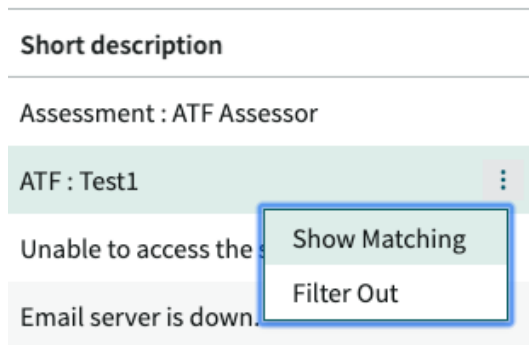 Short description
Assessment : ATF Assessor
ATF : Test1
Show Matching
Unable to access the
Filter Out
Email server is down.